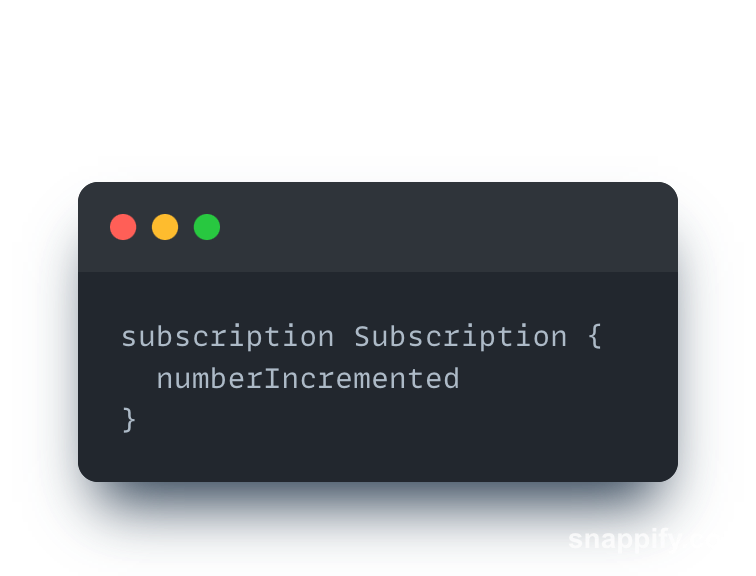 subscription Subscription {
  numberIncremented
}
snappify